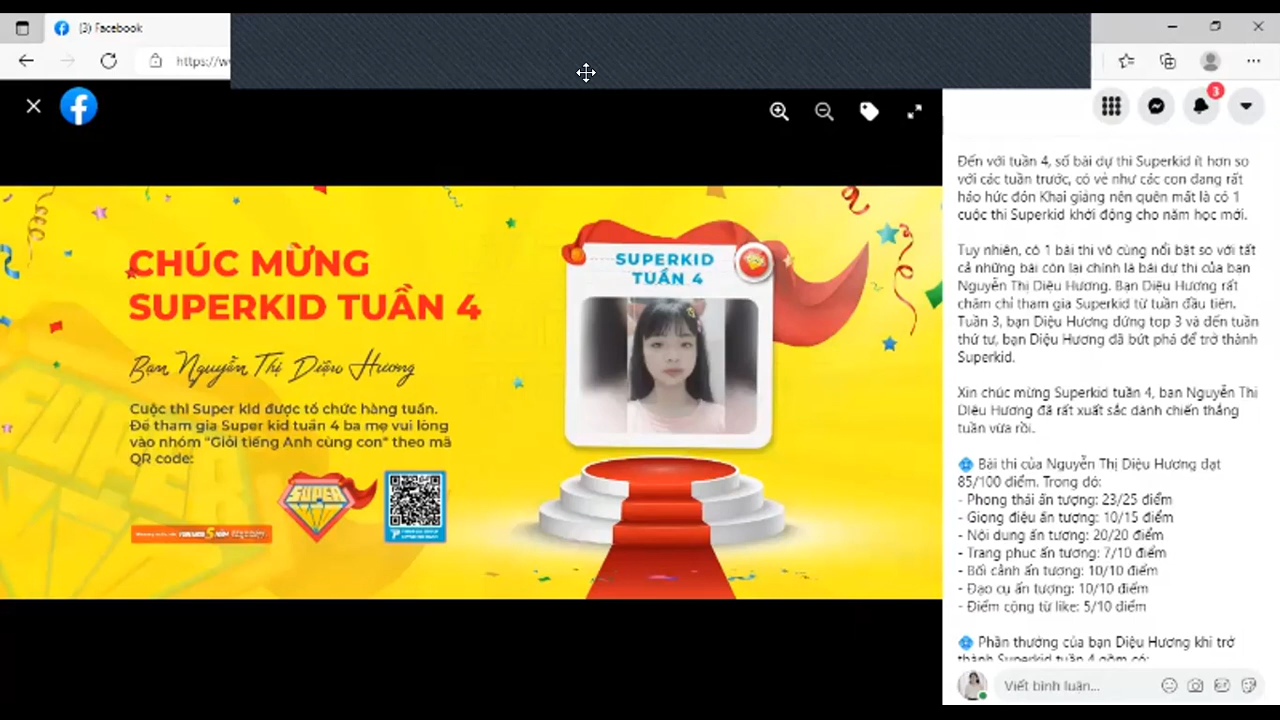 (3) Facebook
3
CHÚC MỪNG
SUPERKID TUẦN 4
Bạn Nguyễn Thị Diệu Hương
Cuộc thi Super kid được tổ chức hàng tuần.
Để tham gia Super kid tuần 4 ba mẹ vui lòng
vào nhóm "Giỏi tiếng Anh cùng con" theo mã
QR code:
SUPER
SUPERKID
TUẦN 4
Đến với tuần 4, số bài dự thi Superkid ít hơn so
với các tuần trước, có vẻ như các con đang rất
háo hức đón Khai giảng nên quên mất là có 1
cuộc thi Superkid khởi động cho năm học mới.
Tuy nhiên, có 1 bài thi vô cùng nổi bật so với tất
cả những bài còn lại chính là bài dự thi của bạn
Nguyễn Thị Diệu Hương. Bạn Diệu Hương rất
chăm chỉ tham gia Superkid từ tuần đầu tiên.
Tuần 3, bạn Diệu Hương đứng top 3 và đến tuần
thứ tư, bạn Diệu Hương đã bứt phá để trở thành
Superkid.
Xin chúc mừng Superkid tuần 4, bạn Nguyễn Thị
Diệu Hương đã rất xuất sắc dành chiến thắng
tuần vừa rồi.
Bài thi của Nguyễn Thị Diệu Hương đạt
85/100 điểm. Trong đó:
- Phong thái ấn tượng: 23/25 điểm
- Giọng điệu ấn tượng: 10/15 điểm
- Nội dung ấn tượng: 20/20 điểm
- Trang phục ấn tượng: 7/10 điểm
- Bối cảnh ấn tượng: 10/10 điểm
- Đạo cụ ấn tượng: 10/10 điểm
- Điểm cộng từ like: 5/10 điểm
Phần thưởng của bạn Diệu Hương khi trở
thành Superkid tuần 4 gồm có:
Viết bình luận...